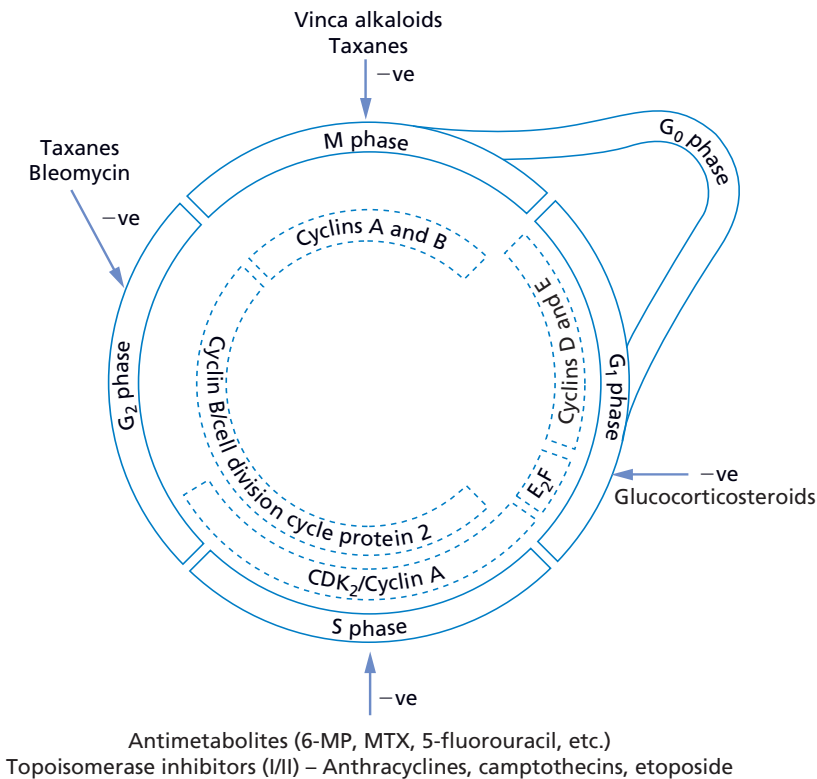 Vinca alkaloids
Taxanes
−ve
M phase
G₀ phase
Taxanes
Bleomycin
−ve
Cyclins A and B
Cyclins D and E
G₂ phase
Cyclin B/cell division cycle protein 2
G₁ phase
E₂F
−ve
Glucocorticosteroids
CDK₂/Cyclin A
S phase
−ve
Antimetabolites (6-MP, MTX, 5-fluorouracil, etc.)
Topoisomerase inhibitors (I/II) – Anthracyclines, camptothecins, etoposide